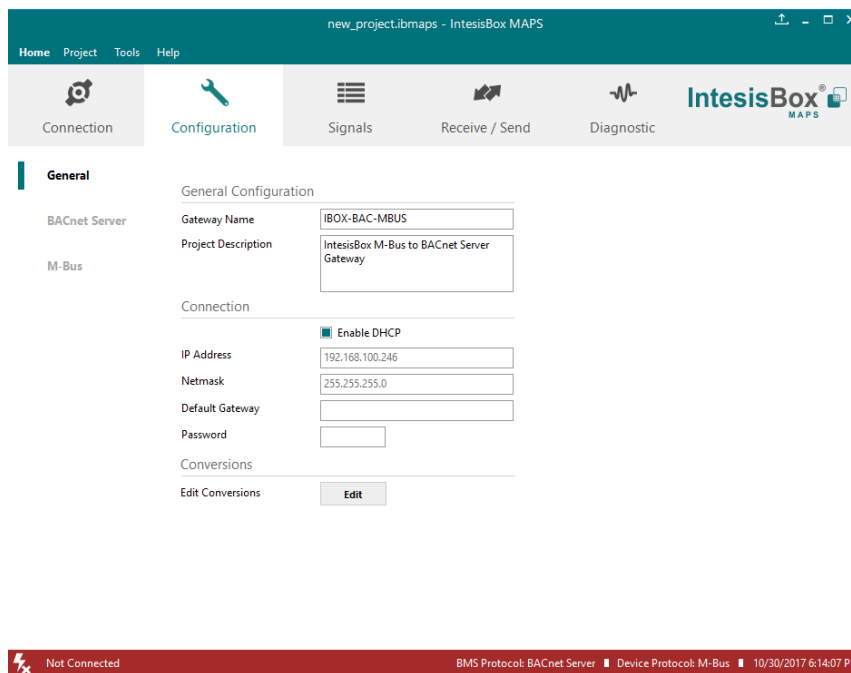 new_project.ibmaps - IntesisBox MAPS
Home Project Tools Help
Connection Configuration Signals Receive / Send Diagnostic IntesisBox® MAPS
General
General Configuration
BACnet Server
Gateway Name IBOX-BAC-MBUS
Project Description IntesisBox M-Bus to BACnet Server
Gateway
M-Bus
Connection
Enable DHCP
IP Address 192.168.100.246
Netmask 255.255.255.0
Default Gateway
Password
Conversions
Edit Conversions Edit
Not Connected BMS Protocol: BACnet Server Device Protocol: M-Bus 10/30/2017 6:14:07 P